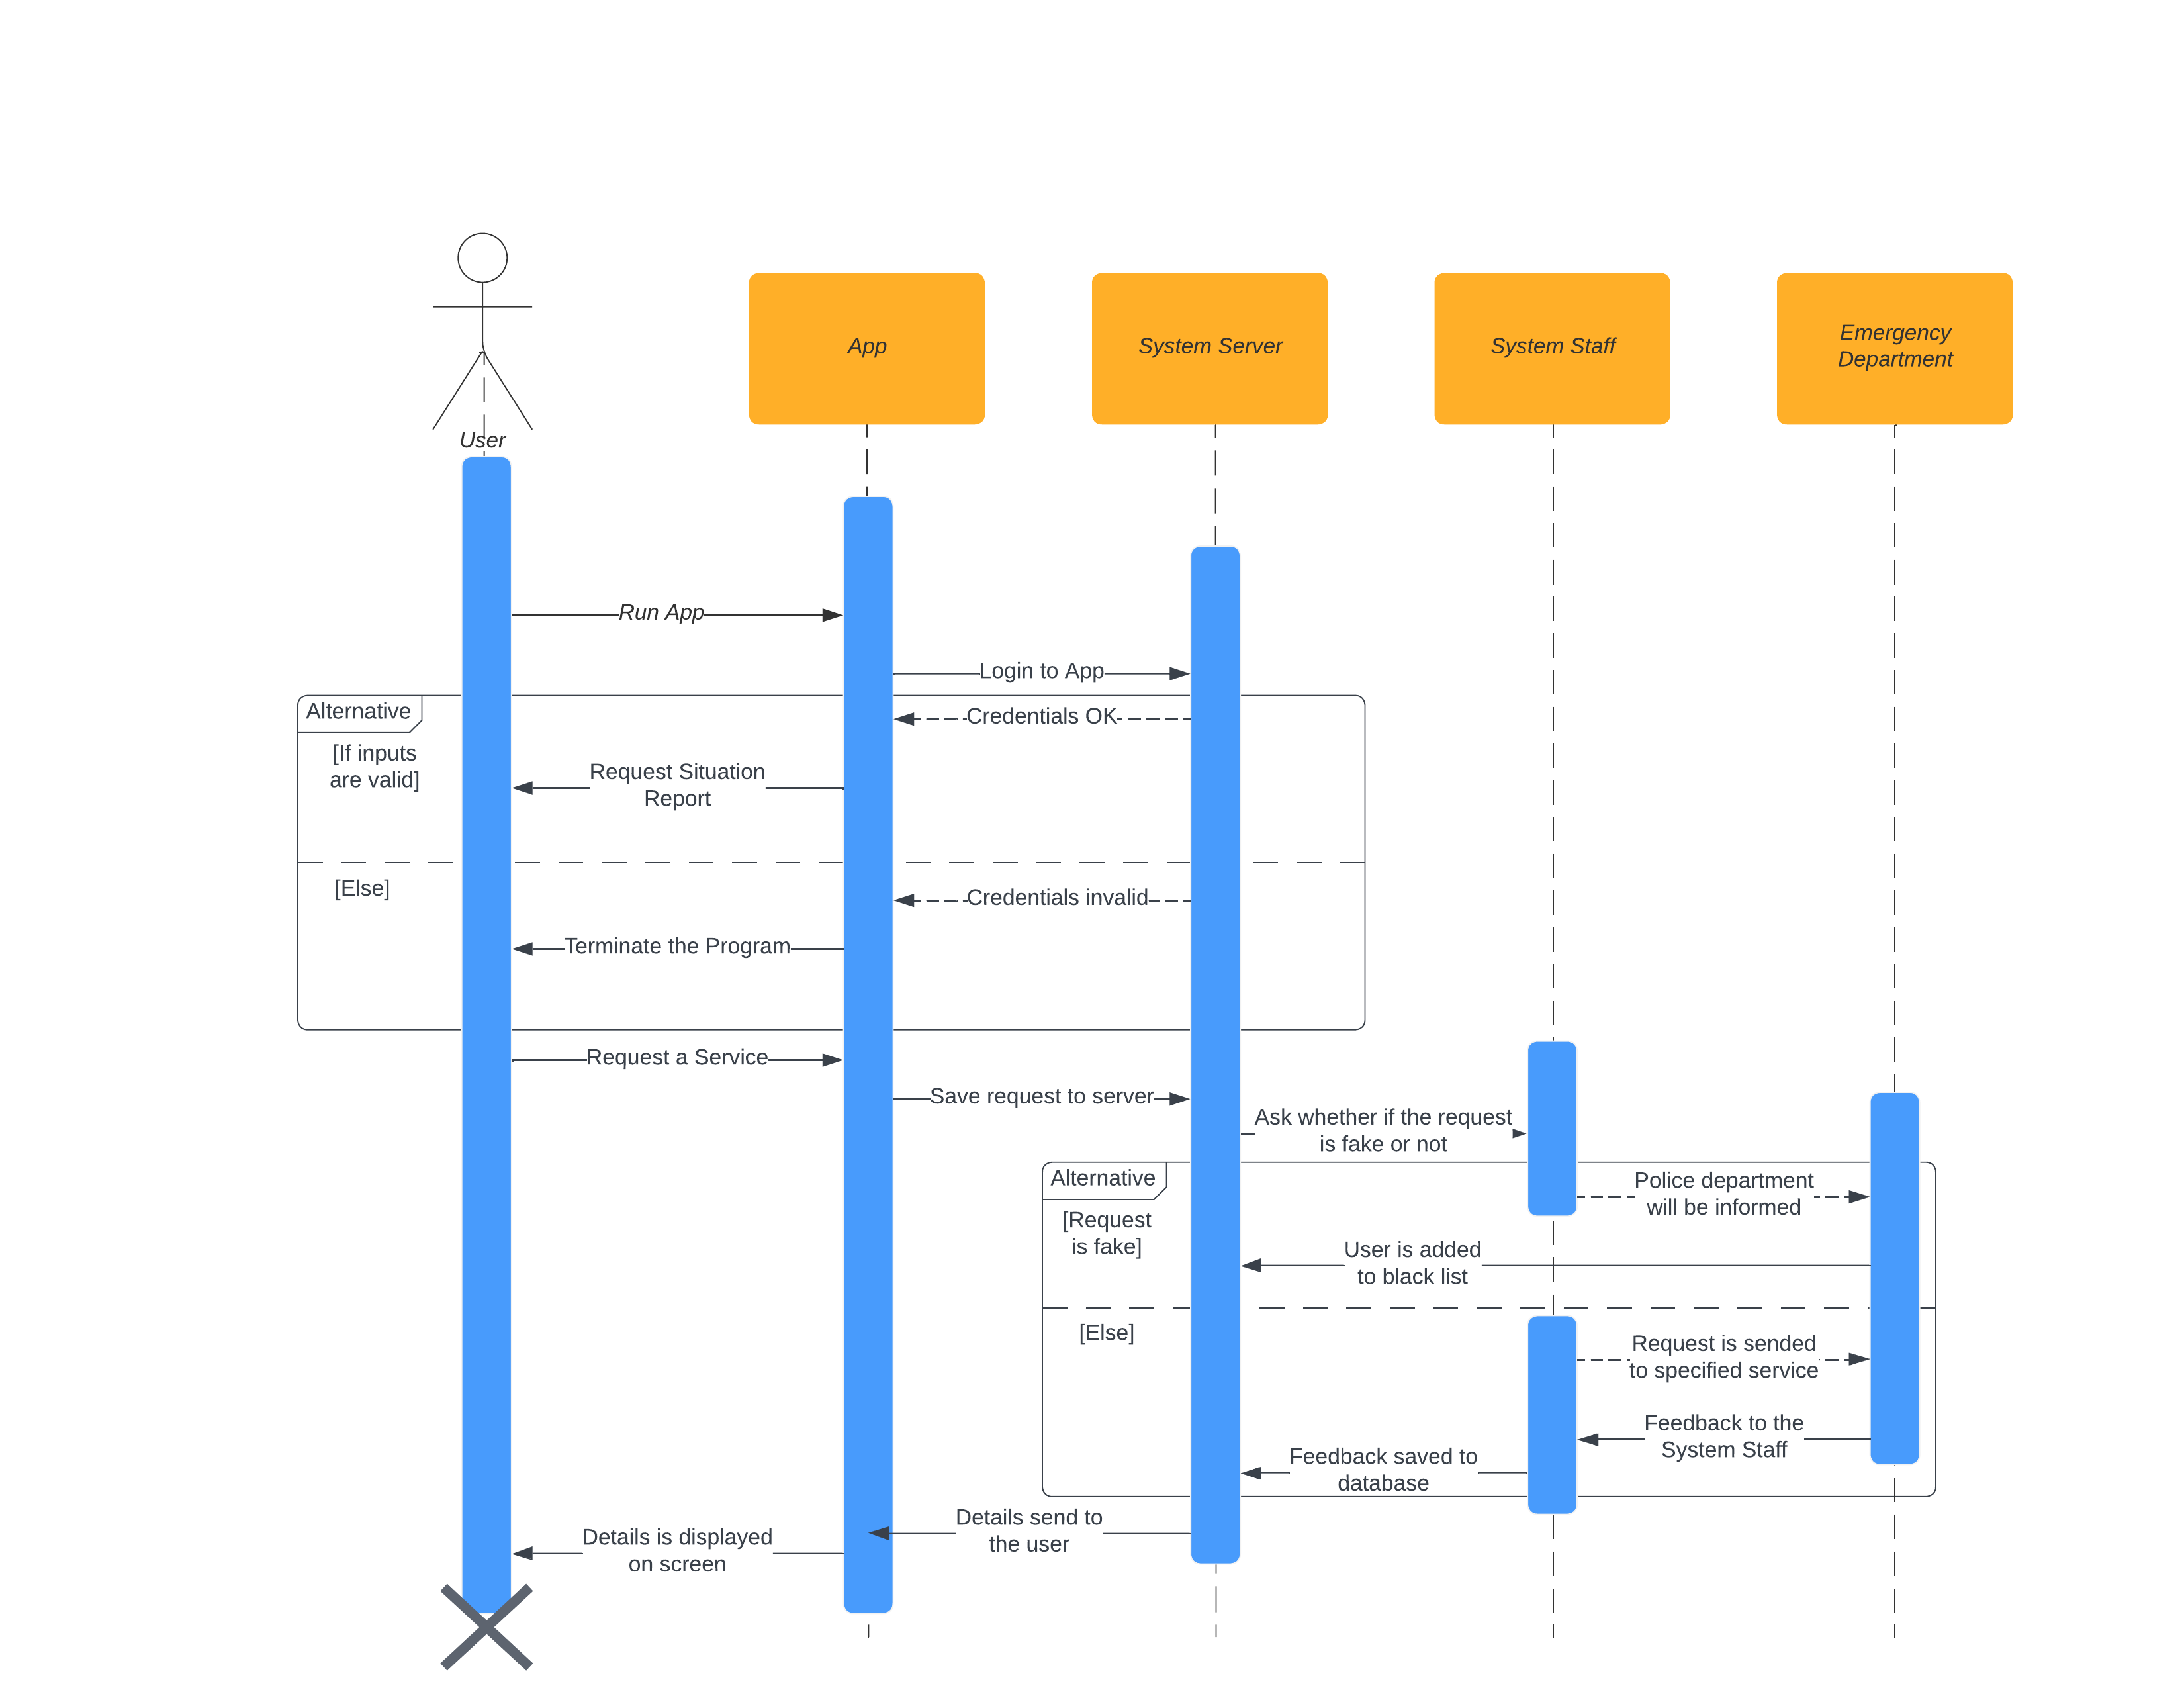 User
App
System Server
System Staff
Emergency
Department
Run App
Login to App
Alternative
[If inputs
are valid]
Credentials OK
Request Situation
Report
[Else]
Credentials invalid
Terminate the Program
Request a Service
Save request to server
Ask whether if the request
is fake or not
Alternative
[Request
is fake]
Police department
will be informed
User is added
to black list
[Else]
Request is sended
to specified service
Feedback to the
System Staff
Feedback saved to
database
Details send to
the user
Details is displayed
on screen